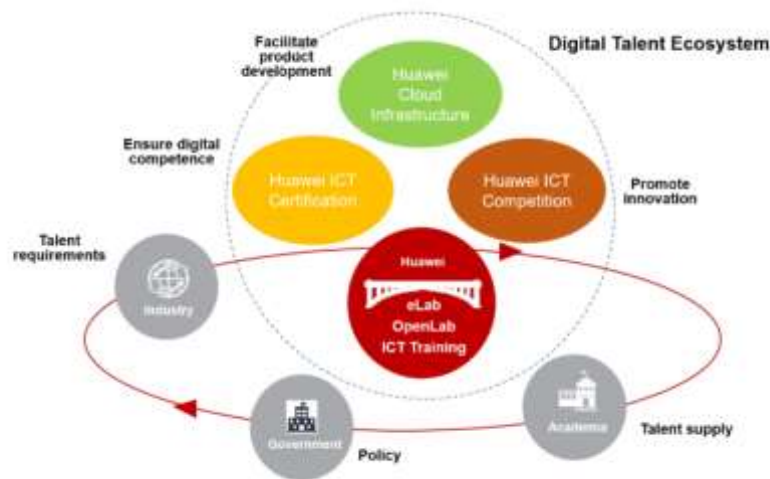 Facilitate
product
development
Digital Talent Ecosystem
Huawei
Cloud
Infrastructure
Ensure digital
competence
Huawei ICT
Certification
Huawei ICT
Competition
Promote
innovation
Talent
requirements
Industry
Huawei
eLab
OpenLab
ICT Training
Government
Policy
Academia
Talent supply